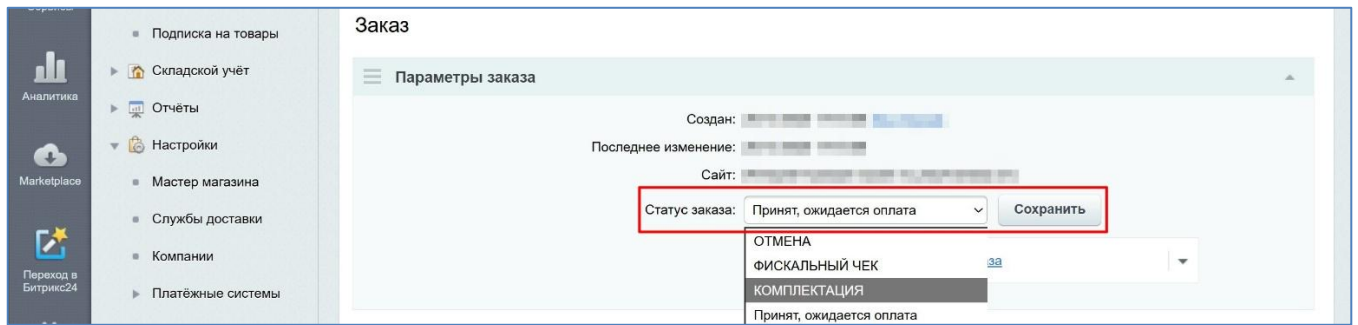 Аналитика
Marketplace
Переход в
Битрикс24
Подписка на товары
Складской учёт
Отчёты
Настройки
Мастер магазина
Службы доставки
Компании
Платёжные системы
Заказ
Параметры заказа
Создан:
Последнее изменение:
Сайт:
Статус заказа: Принят, ожидается оплата Сохранить
ОТМЕНА
ФИСКАЛЬНЫЙ ЧЕК
за
КОМПЛЕКТАЦИЯ
Принят, ожидается оплата